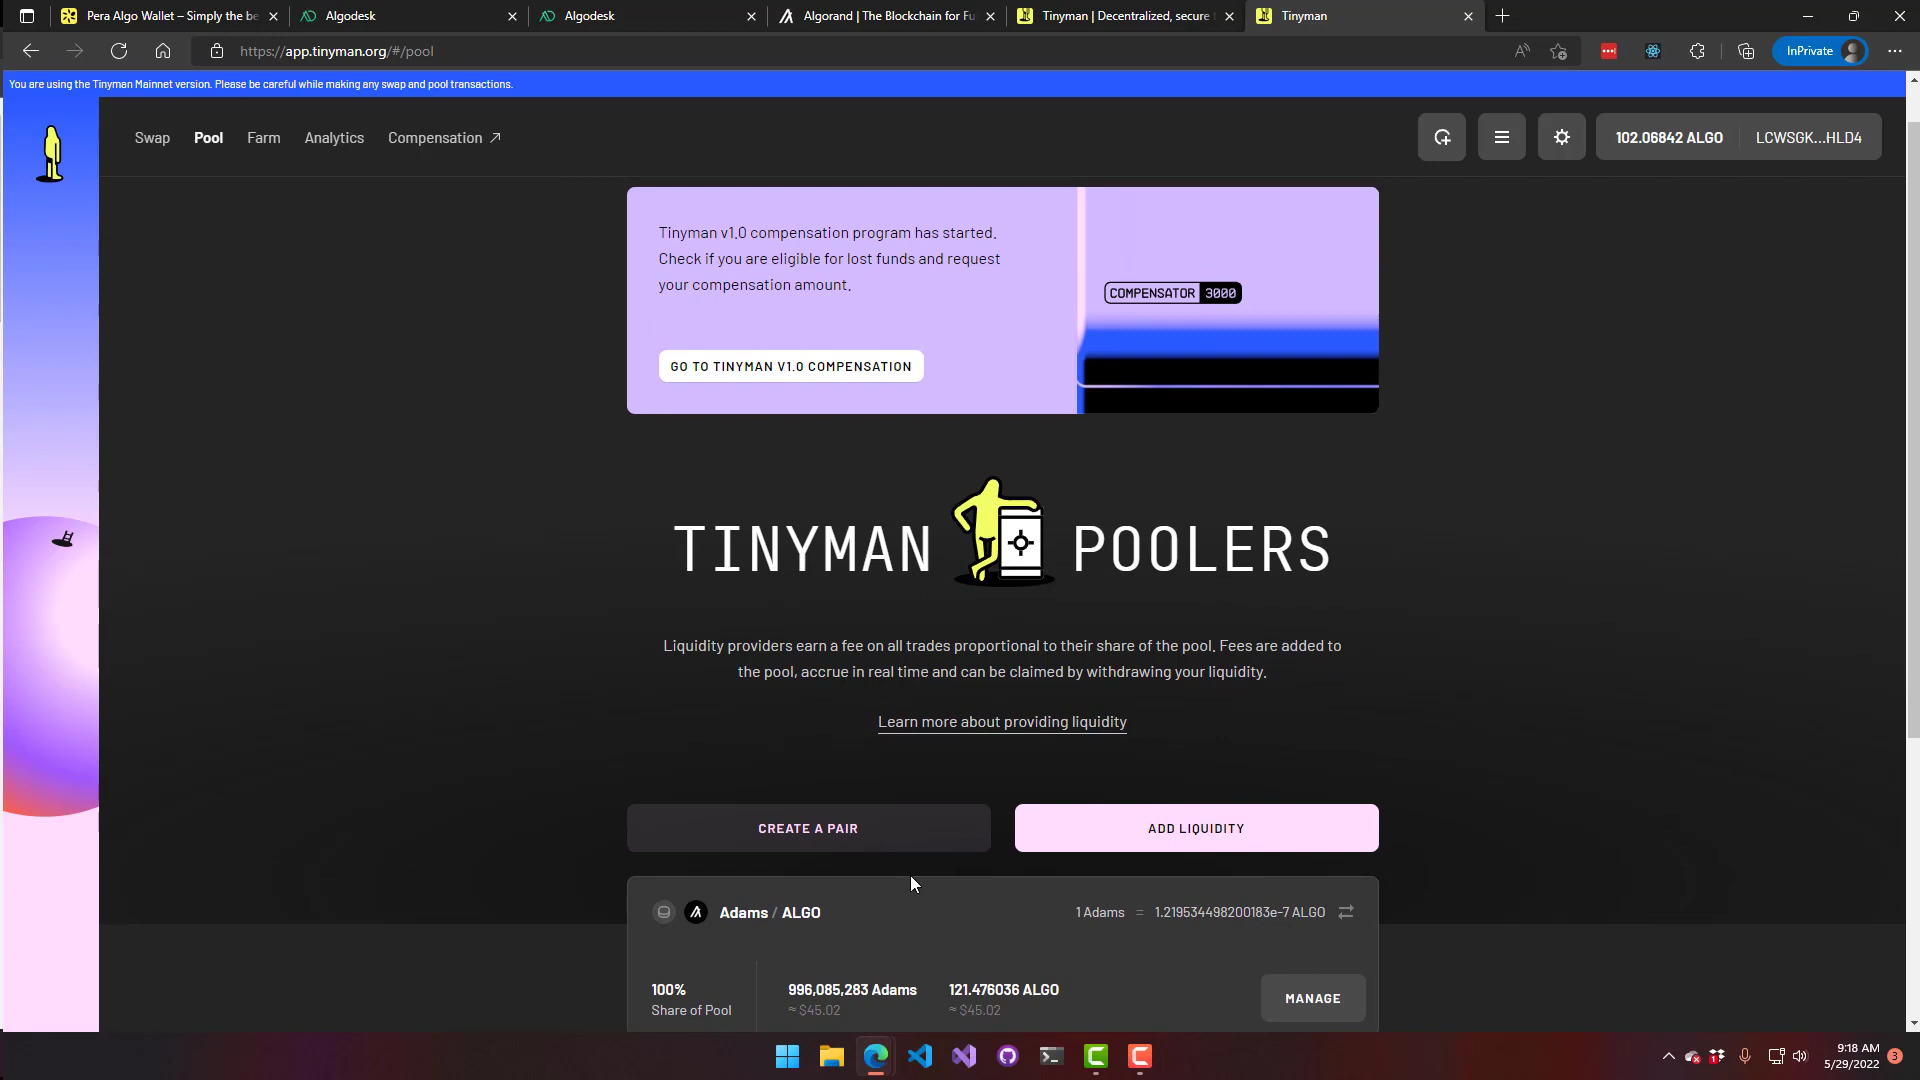 Pera Algo Wallet – Simply the be
Algodesk
Algodesk
Algorand | The Blockchain for Fu
Tinyman | Decentralized, secure
Tinyman
https://app.tinyman.org/#/pool
InPrivate
You are using the Tinyman Mainnet version. Please be careful while making any swap and pool transactions.
Swap
Pool
Farm
Analytics
Compensation
102.06842 ALGO
LCWSGK...HLD4
Tinyman v1.0 compensation program has started.
Check if you are eligible for lost funds and request
your compensation amount.
COMPENSATOR 3000
GO TO TINYMAN V1.0 COMPENSATION
TINYMAN POOLERS
Liquidity providers earn a fee on all trades proportional to their share of the pool. Fees are added to
the pool, accrue in real time and can be claimed by withdrawing your liquidity.
Learn more about providing liquidity
CREATE A PAIR
ADD LIQUIDITY
Adams / ALGO
1 Adams = 1.219534498200183e-7 ALGO
100%
Share of Pool
996,085,283 Adams
≈ $45.02
121.476036 ALGO
≈ $45.02
MANAGE
9:18 AM
5/29/2022
3